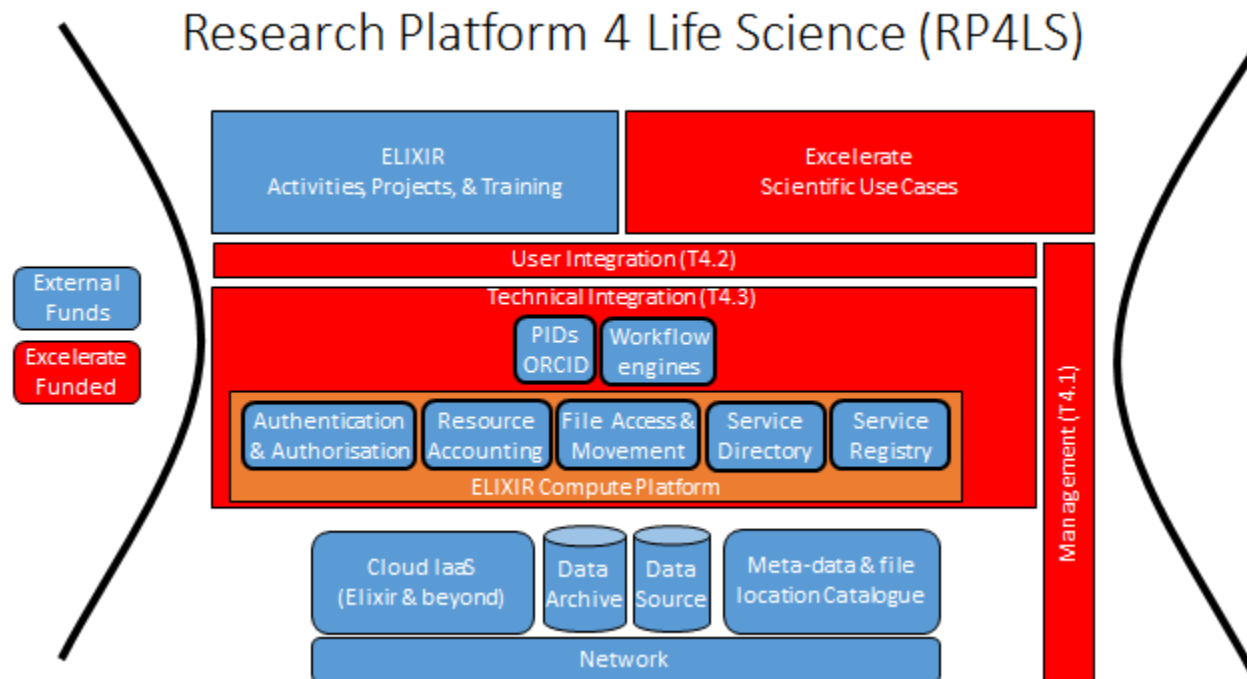 Research Platform 4 Life Science (RP4LS)
ELIXIR
Activities, Projects, & Training
Excelerate
Scientific Use Cases
User Integration (T4.2)
External
Funds
Excelerate
Funded
Technical Integration (T4.3)
PIDs
ORCID
Workflow
engines
Authentication
& Authorisation
Resource
Accounting
File Access &
Movement
Service
Directory
Service
Registry
ELIXIR Compute Platform
Management (T4.1)
Cloud IaaS
(Elixir & beyond)
Data
Archive
Data
Source
Meta-data & file
location Catalogue
Network